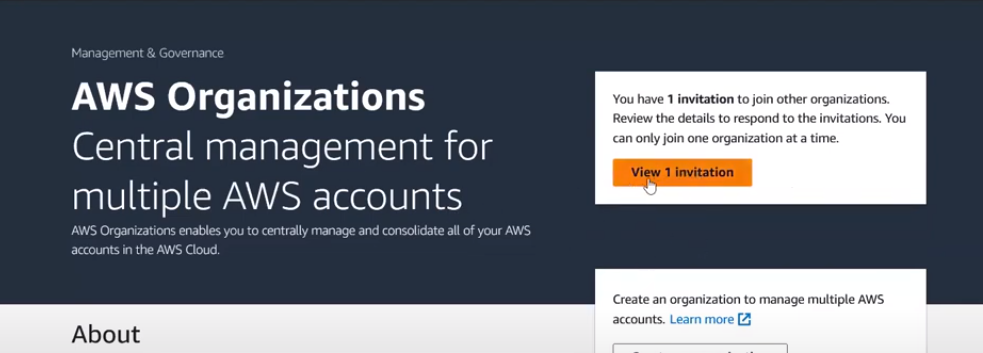 Management & Governance
AWS Organizations
Central management for
multiple AWS accounts
AWS Organizations enables you to centrally manage and consolidate all of your AWS
accounts in the AWS Cloud.
You have 1 invitation to join other organizations.
Review the details to respond to the invitations. You
can only join one organization at a time.
View 1 invitation
Create an organization to manage multiple AWS
accounts. Learn more
About